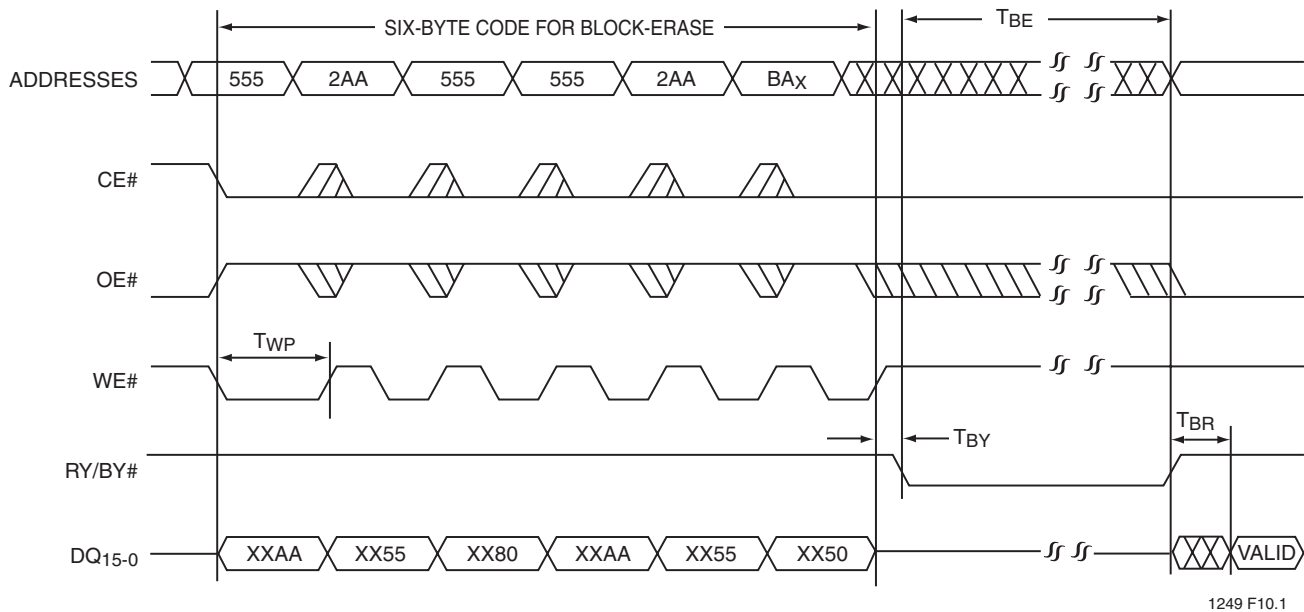 SIX-BYTE CODE FOR BLOCK-ERASE
TBE
ADDRESSES 555 2AA 555 555 2AA BAX
CE#
OE#
TWP
WE#
TBY
TBR
RY/BY#
DQ15-0 XXAA XX55 XX80 XXAA XX55 XX50 VALID
1249 F10.1